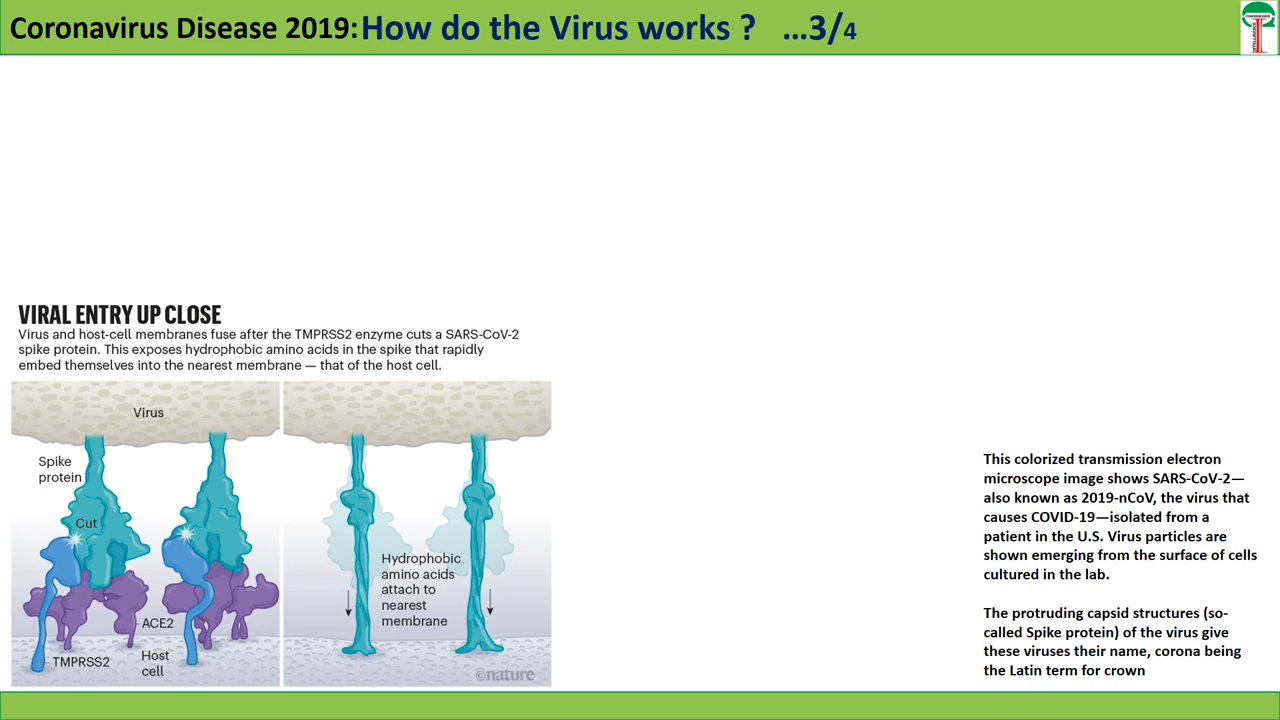 Coronavirus Disease 2019: How do the Virus works ? ...3/4
VIRAL ENTRY UP CLOSE
Virus and host-cell membranes fuse after the TMPRSS2 enzyme cuts a SARS-CoV-2
spike protein. This exposes hydrophobic amino acids in the spike that rapidly
embed themselves into the nearest membrane — that of the host cell.
Virus
Spike
protein
Cut
ACE2
TMPRSS2
Host
cell
Hydrophobic
amino acids
attach to
nearest
membrane
©nature
This colorized transmission electron
microscope image shows SARS-CoV-2—
also known as 2019-nCoV, the virus that
causes COVID-19—isolated from a
patient in the U.S. Virus particles are
shown emerging from the surface of cells
cultured in the lab.
The protruding capsid structures (so-
called Spike protein) of the virus give
these viruses their name, corona being
the Latin term for crown